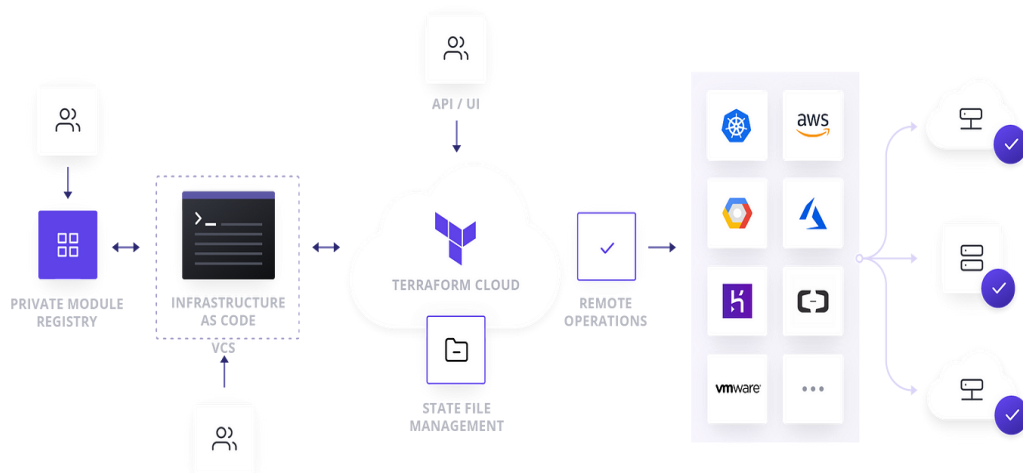 API / UI
aws
PRIVATE MODULE
REGISTRY
INFRASTRUCTURE
AS CODE
VCS
TERRAFORM CLOUD
STATE FILE
MANAGEMENT
REMOTE
OPERATIONS
vmware